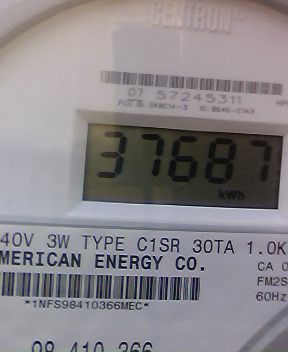 CENTRON®
07 57245311
37687
kWh
40V 3W TYPE C1SR 30TA 1.0K
MERICAN ENERGY CO.
CA 0
FM2S
60Hz
*1NFS98410366MEC*
98 410 366